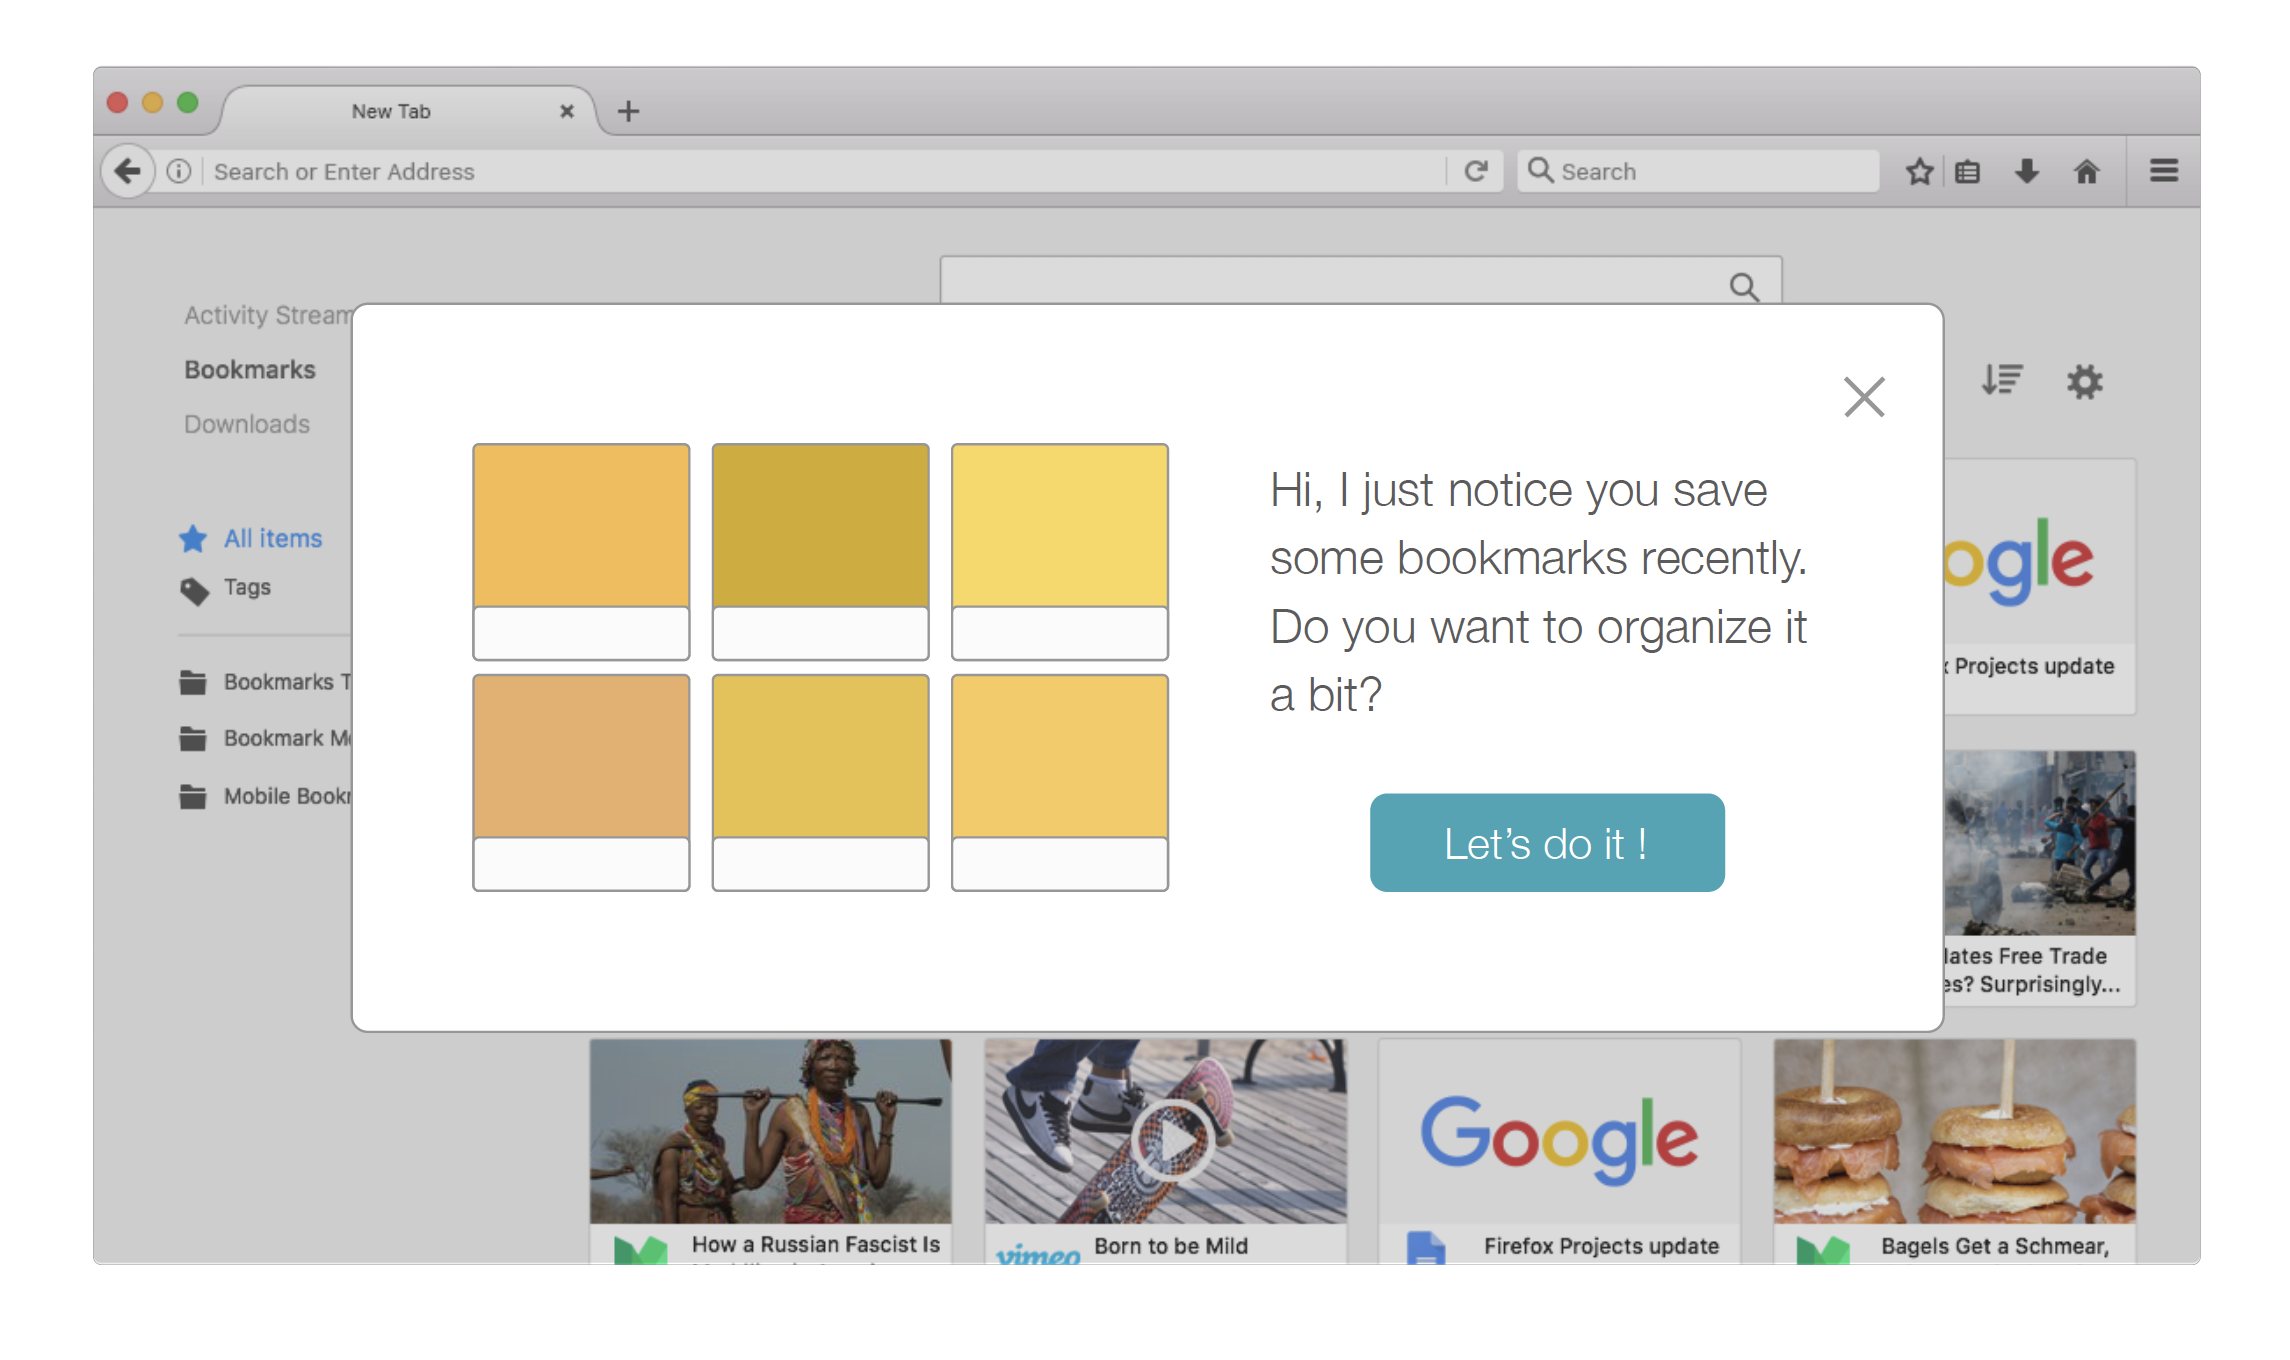 New Tab
Search or Enter Address
Search
Activity Stream
Bookmarks
Downloads
All items
Tags
Bookmarks T
Bookmark M
Mobile Book
Hi, I just notice you save
some bookmarks recently.
Do you want to organize it
a bit?
Let's do it !
ogle
Projects update
lates Free Trade
es? Surprisingly...
Google
How a Russian Fascist Is
vimeo
Born to be Mild
Firefox Projects update
Bagels Get a Schmear,